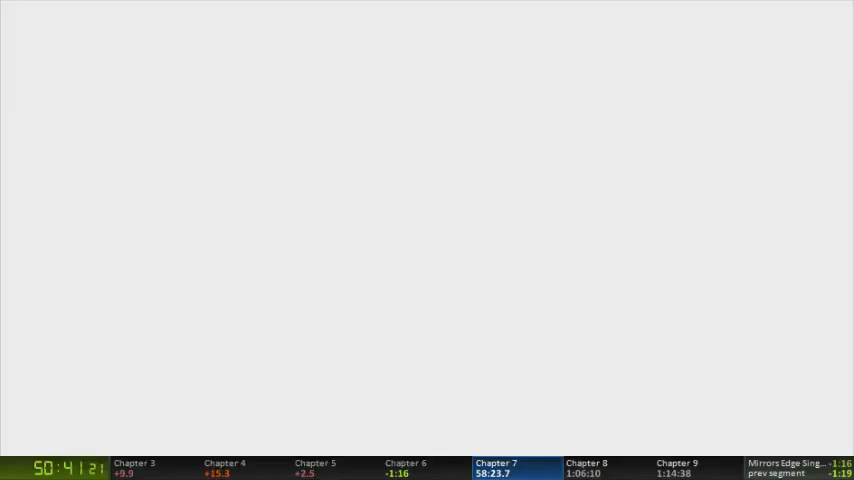 50:41 21
Chapter 3
+9.9
Chapter 4
+15.3
Chapter 5
+2.5
Chapter 6
-1:16
Chapter 7
58:23.7
Chapter 8
1:06:10
Chapter 9
1:14:38
Mirrors Edge Sing... -1:16
prev segment -1:19